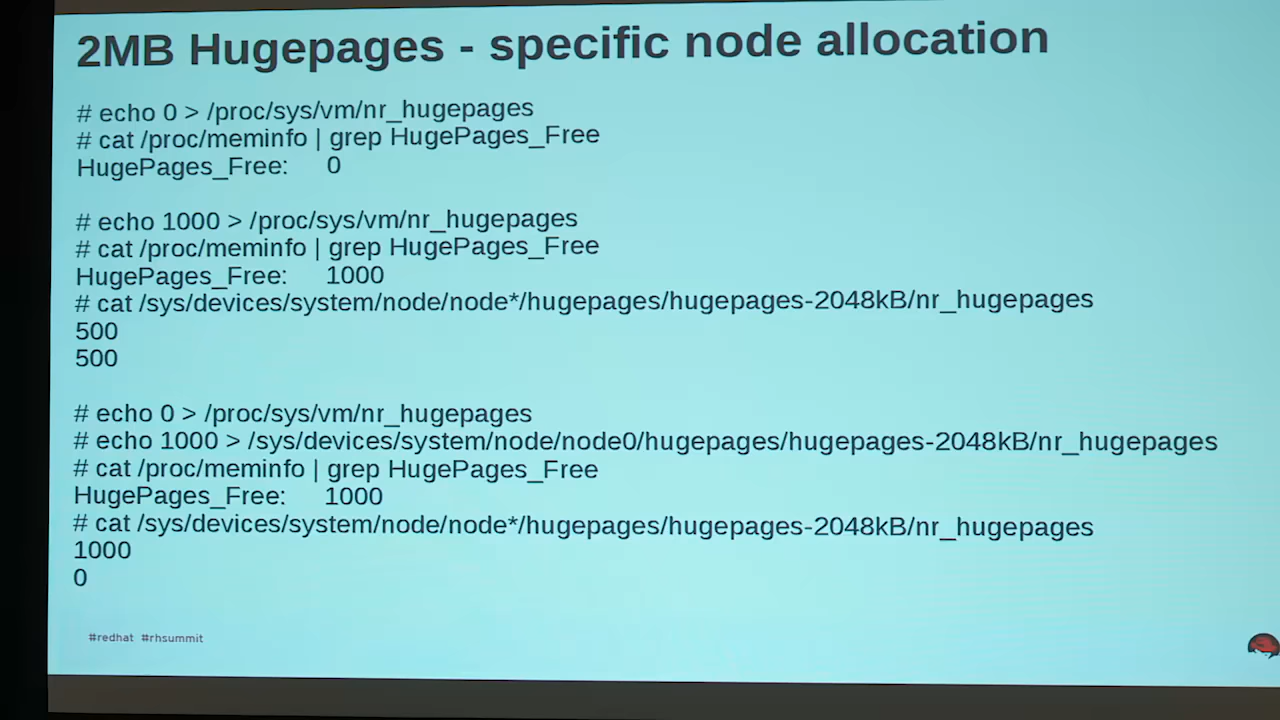 2MB Hugepages - specific node allocation
# echo 0 > /proc/sys/vm/nr_hugepages
# cat /proc/meminfo | grep HugePages_Free
HugePages_Free: 0
# echo 1000 > /proc/sys/vm/nr_hugepages
# cat /proc/meminfo | grep HugePages_Free
HugePages_Free: 1000
# cat /sys/devices/system/node/node*/hugepages/hugepages-2048kB/nr_hugepages
500
500
# echo 0 > /proc/sys/vm/nr_hugepages
# echo 1000 > /sys/devices/system/node/node0/hugepages/hugepages-2048kB/nr_hugepages
# cat /proc/meminfo | grep HugePages_Free
HugePages_Free: 1000
# cat /sys/devices/system/node/node*/hugepages/hugepages-2048kB/nr_hugepages
1000
0
#redhat #rhsummit